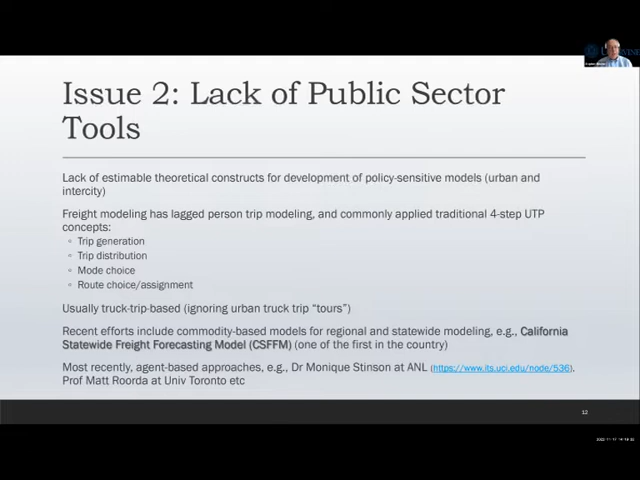 Issue 2: Lack of Public Sector
Tools
Lack of estimable theoretical constructs for development of policy-sensitive models (urban and
intercity)
Freight modeling has lagged person trip modeling, and commonly applied traditional 4-step UTP
concepts:
▫ Trip generation
▫ Trip distribution
▫ Mode choice
▫ Route choice/assignment
Usually truck-trip-based (ignoring urban truck trip “tours”)
Recent efforts include commodity-based models for regional and statewide modeling, e.g., California
Statewide Freight Forecasting Model (CSFFM) (one of the first in the country)
Most recently, agent-based approaches, e.g., Dr Monique Stinson at ANL (https://www.its.uci.edu/node/536),
Prof Matt Roorda at Univ Toronto etc
12